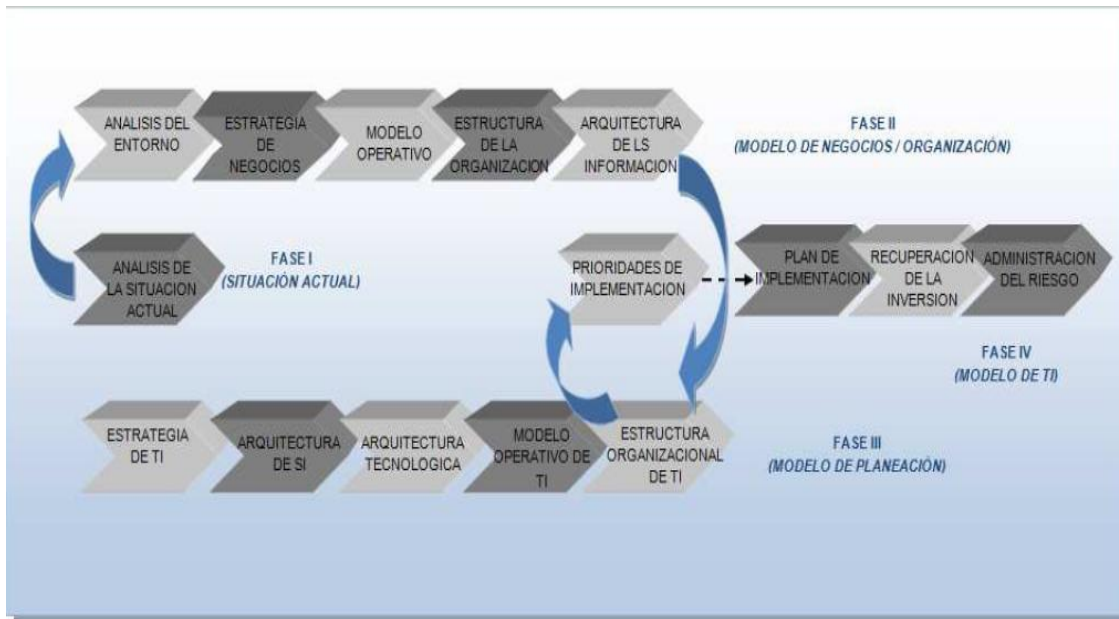 ANALISIS DEL
ENTORNO
ESTRATEGIA
DE
NEGOCIOS
MODELO
OPERATIVO
ESTRUCTURA
DE LA
ORGANIZACION
ARQUITECTURA
DE LS
INFORMACION
FASE II
(MODELO DE NEGOCIOS / ORGANIZACIÓN)
ANALISIS DE
LA SITUACION
ACTUAL
FASE I
(SITUACIÓN ACTUAL)
PRIORIDADES DE
IMPLEMENTACION
PLAN DE
IMPLEMENTACION
RECUPERACION
DE LA
INVERSION
ADMINISTRACION
DEL RIESGO
FASE IV
(MODELO DE TI)
ESTRATEGIA
DE TI
ARQUITECTURA
DE SI
ARQUITECTURA
TECNOLOGICA
MODELO
OPERATIVO DE
TI
ESTRUCTURA
ORGANIZACIONAL
DE TI
FASE III
(MODELO DE PLANEACIÓN)